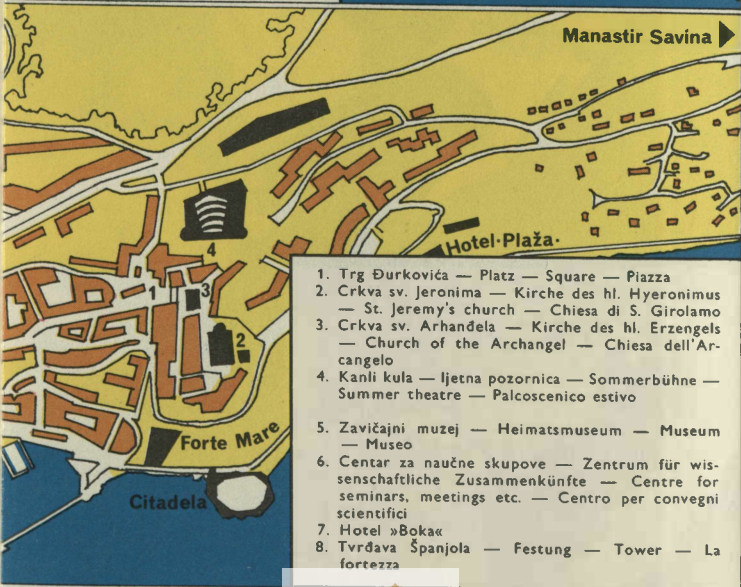 Manastir Savina
4
Hotel·Plaža·
1
3
2
Forte Mare
Citadela
1. Trg Đurkovića — Platz — Square — Piazza
2. Crkva sv. Jeronima — Kirche des hl. Hyeronimus
— St. Jeremy's church — Chiesa di S. Girolamo
3. Crkva sv. Arhanđela — Kirche des hl. Erzengels
— Church of the Archangel — Chiesa dell'Ar-
cangelo
4. Kanli kula — ljetna pozornica — Sommerbühne —
Summer theatre — Palcoscenico estivo
5. Zavičajni muzej — Heimatsmuseum — Museum
— Museo
6. Centar za naučne skupove — Zentrum für wis-
senschaftliche Zusammenkünfte — Centre for
seminars, meetings etc. — Centro per convegni
scientifici
7. Hotel »Boka«
8. Tvrđava Španjola — Festung — Tower — La
fortezza